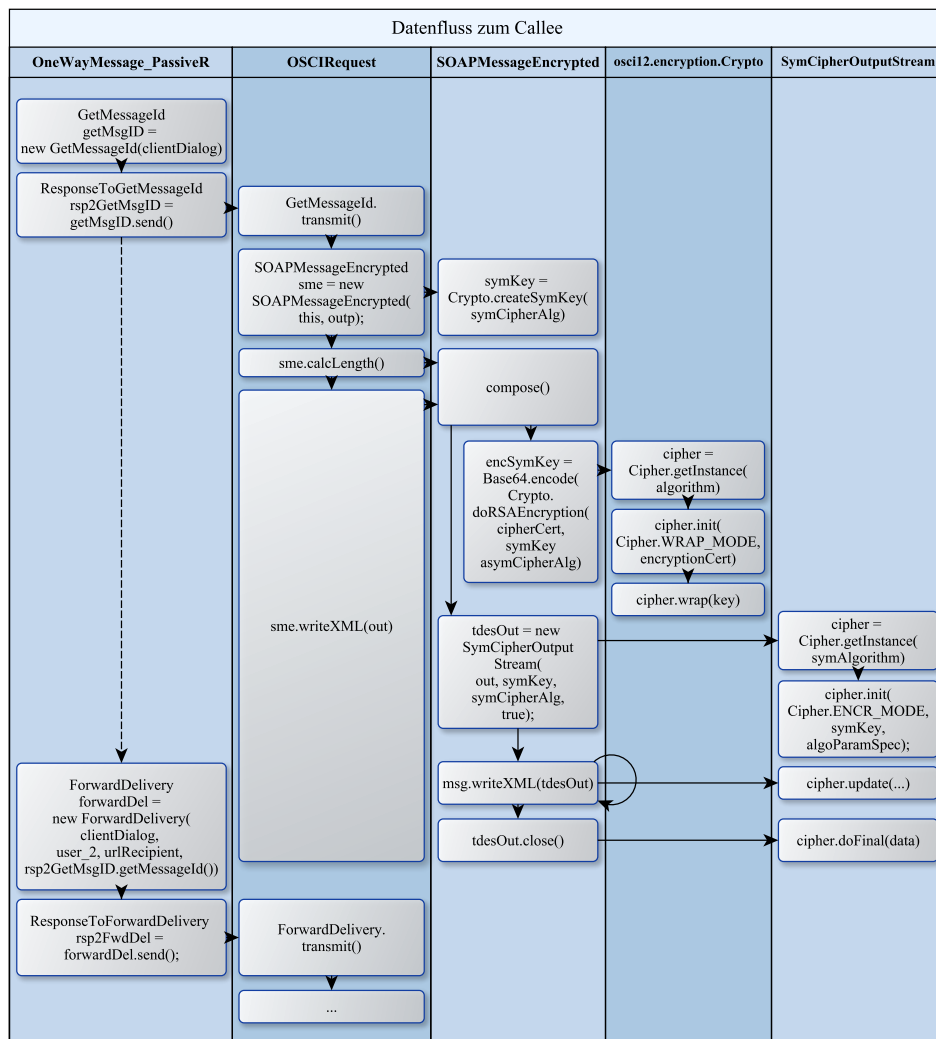 Datenfluss zum Callee
OneWayMessage_PassiveR
OSCIRequest
SOAPMessageEncrypted
osci12.encryption.Crypto
SymCipherOutputStream
GetMessageId
getMsgID =
new GetMessageId(clientDialog)
ResponseToGetMessageId
rsp2GetMsgID =
getMsgID.send()
GetMessageId.
transmit()
SOAPMessageEncrypted
sme = new
SOAPMessageEncrypted(
this, outp);
symKey =
Crypto.createSymKey(
symCipherAlg)
sme.calcLength()
compose()
sme.writeXML(out)
encSymKey =
Base64.encode(
Crypto.
doRSAEncryption(
cipherCert,
symKey
asymCipherAlg)
cipher =
Cipher.getInstance(
algorithm)
cipher.init(
Cipher.WRAP_MODE,
encryptionCert)
cipher.wrap(key)
tdesOut = new
SymCipherOutput
Stream(
out, symKey,
symCipherAlg,
true);
cipher =
Cipher.getInstance(
symAlgorithm)
cipher.init(
Cipher.ENCR_MODE,
symKey,
algoParamSpec);
msg.writeXML(tdesOut)
cipher.update(...)
tdesOut.close()
cipher.doFinal(data)
ForwardDelivery
forwardDel =
new ForwardDelivery(
clientDialog,
user_2, urlRecipient,
rsp2GetMsgID.getMessageId())
ResponseToForwardDelivery
rsp2FwdDel =
forwardDel.send();
ForwardDelivery.
transmit()
...